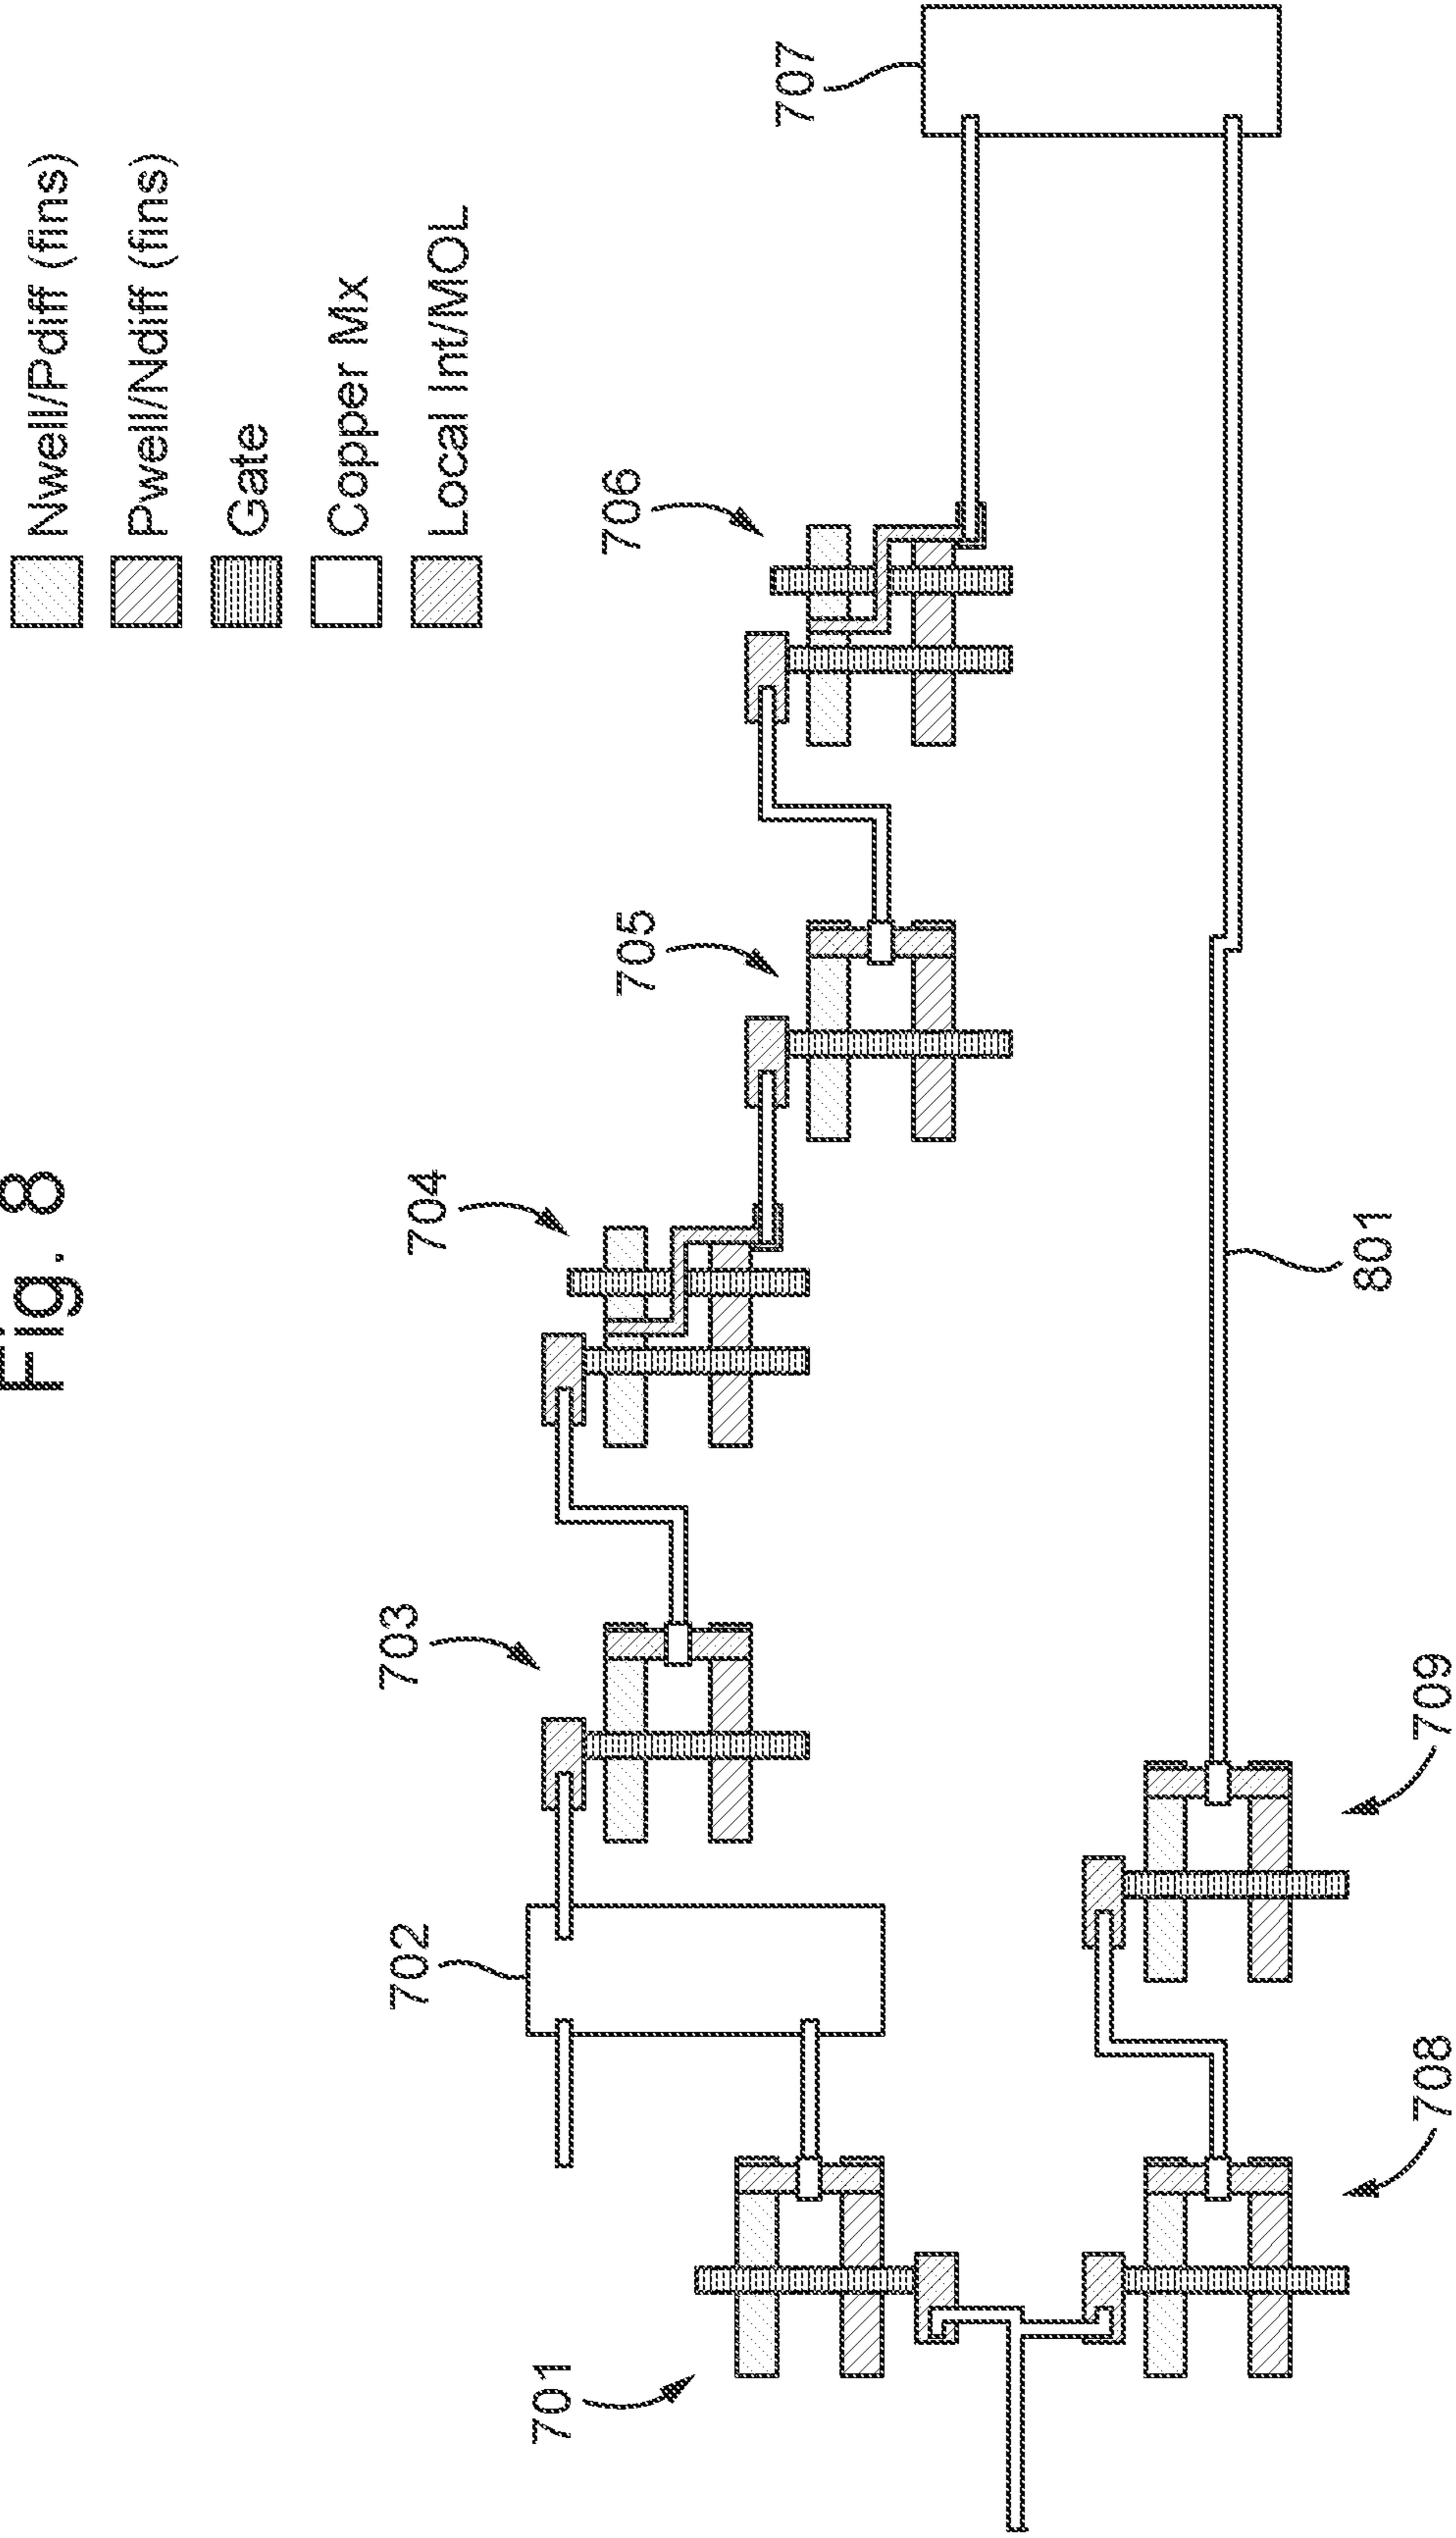 Fig. 8
Nwell/Pdiff (fins)
Pwell/Ndiff (fins)
Gate
Copper Mx
Local Int/MOL
701
702
703
704
705
706
707
708
709
801